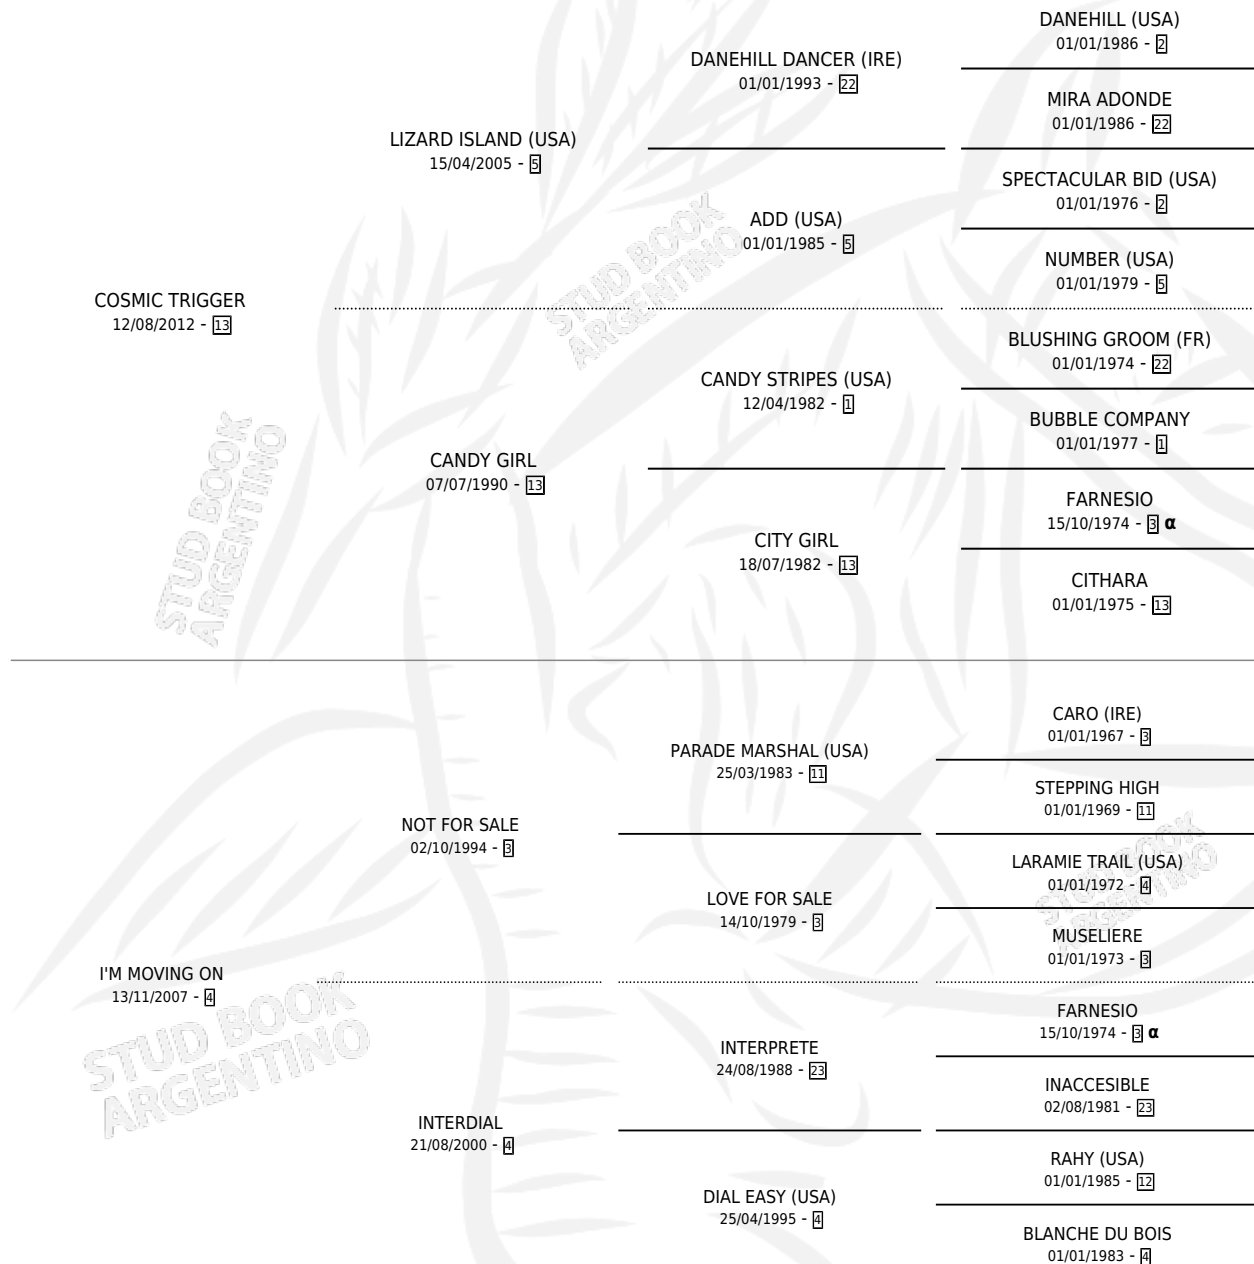 DANEHILL (USA)
01/01/1986 - 2
DANEHILL DANCER (IRE)
01/01/1993 - 22
MIRA ADONDE
01/01/1986 - 22
LIZARD ISLAND (USA)
15/04/2005 - 5
SPECTACULAR BID (USA)
01/01/1976 - 2
ADD (USA)
01/01/1985 - 5
NUMBER (USA)
01/01/1979 - 5
COSMIC TRIGGER
12/08/2012 - 13
BLUSHING GROOM (FR)
01/01/1974 - 22
CANDY STRIPES (USA)
12/04/1982 - 1
BUBBLE COMPANY
01/01/1977 - 1
CANDY GIRL
07/07/1990 - 13
FARNESIO
15/10/1974 - 3 α
CITY GIRL
18/07/1982 - 13
CITHARA
01/01/1975 - 13
CARO (IRE)
01/01/1967 - 3
PARADE MARSHAL (USA)
25/03/1983 - 11
STEPPING HIGH
01/01/1969 - 11
NOT FOR SALE
02/10/1994 - 3
LARAMIE TRAIL (USA)
01/01/1972 - 4
LOVE FOR SALE
14/10/1979 - 3
MUSELIERE
01/01/1973 - 3
I'M MOVING ON
13/11/2007 - 4
FARNESIO
15/10/1974 - 3 α
INTERPRETE
24/08/1988 - 23
INACCESIBLE
02/08/1981 - 23
INTERDIAL
21/08/2000 - 4
RAHY (USA)
01/01/1985 - 12
DIAL EASY (USA)
25/04/1995 - 4
BLANCHE DU BOIS
01/01/1983 - 4
STUD BOOK
ARGENTINO
STUD BOOK
ARGENTINO
STUD BOOK
ARGENTINO
STUD BOOK
ARGENTINO